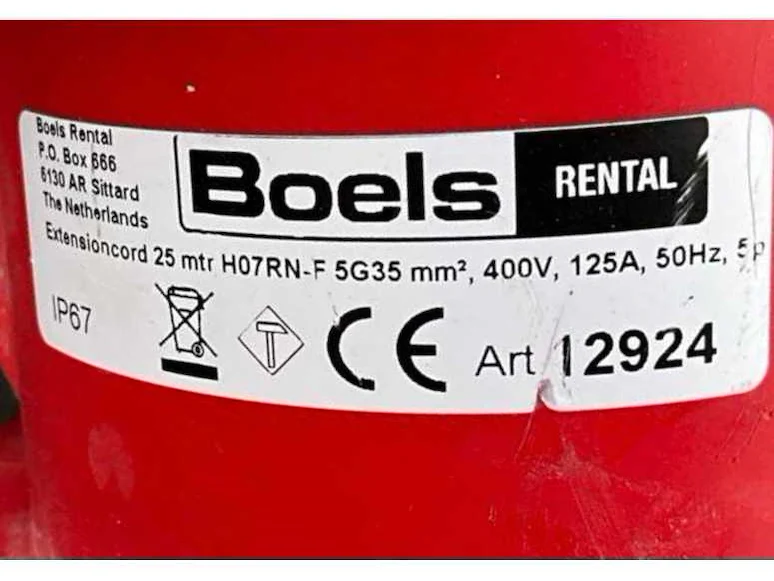 Boels Rental
P.O. Box 666
6130 AR Sittard
The Netherlands
Boels RENTAL
Extensioncord 25 mtr H07RN-F 5G35 mm², 400V, 125A, 50Hz, 5p
IP67
CE
Art 12924